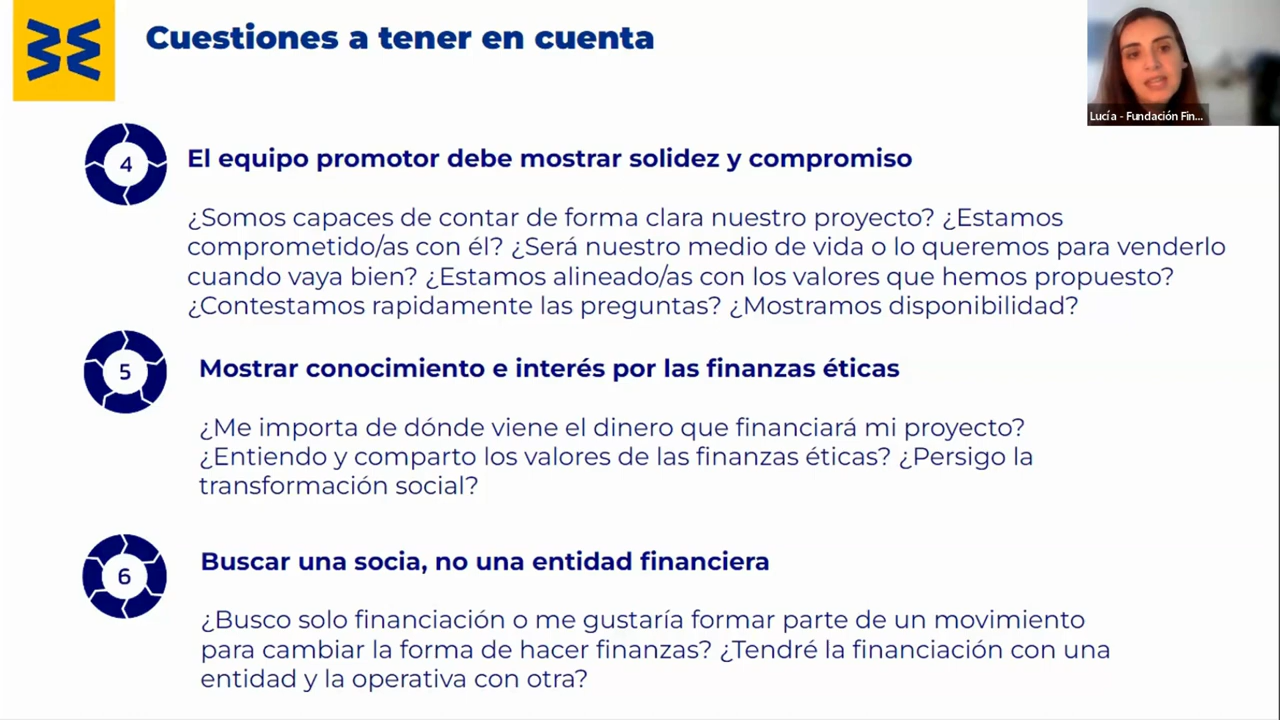 Cuestiones a tener en cuenta
Lucía - Fundación Fin...
4
El equipo promotor debe mostrar solidez y compromiso
¿Somos capaces de contar de forma clara nuestro proyecto? ¿Estamos
comprometido/as con él? ¿Será nuestro medio de vida o lo queremos para venderlo
cuando vaya bien? ¿Estamos alineado/as con los valores que hemos propuesto?
¿Contestamos rapidamente las preguntas? ¿Mostramos disponibilidad?
5
Mostrar conocimiento e interés por las finanzas éticas
¿Me importa de dónde viene el dinero que financiará mi proyecto?
¿Entiendo y comparto los valores de las finanzas éticas? ¿Persigo la
transformación social?
6
Buscar una socia, no una entidad financiera
¿Busco solo financiación o me gustaría formar parte de un movimiento
para cambiar la forma de hacer finanzas? ¿Tendré la financiación con una
entidad y la operativa con otra?